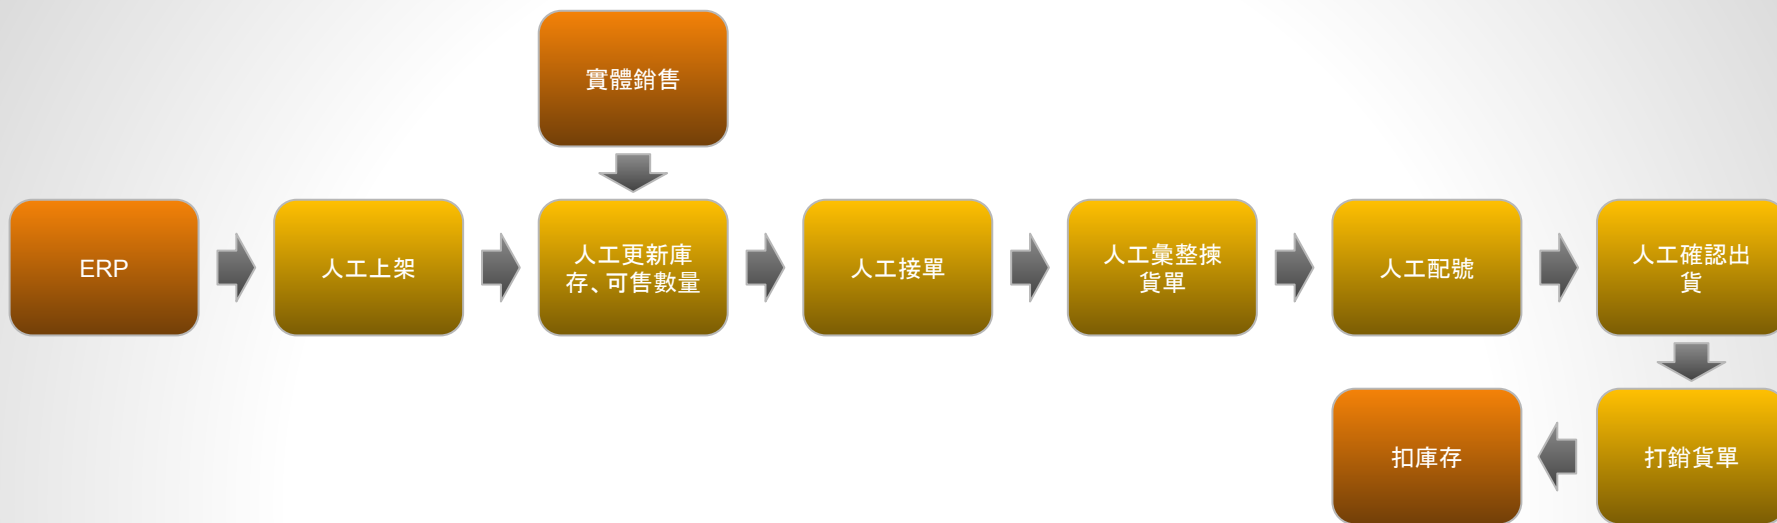 實體銷售
ERP
人工上架
人工更新庫
存、可售數量
人工接單
人工彙整揀
貨單
人工配號
人工確認出
貨
扣庫存
打銷貨單